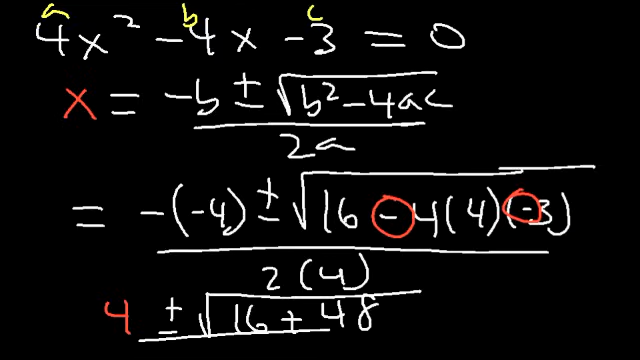 a b c
4x² - 4x - 3 = 0
x = -b ± √b² - 4ac
2a
= -(-4) ± √16 - 4(4)(-3)
2(4)
4 ± √16 + 48